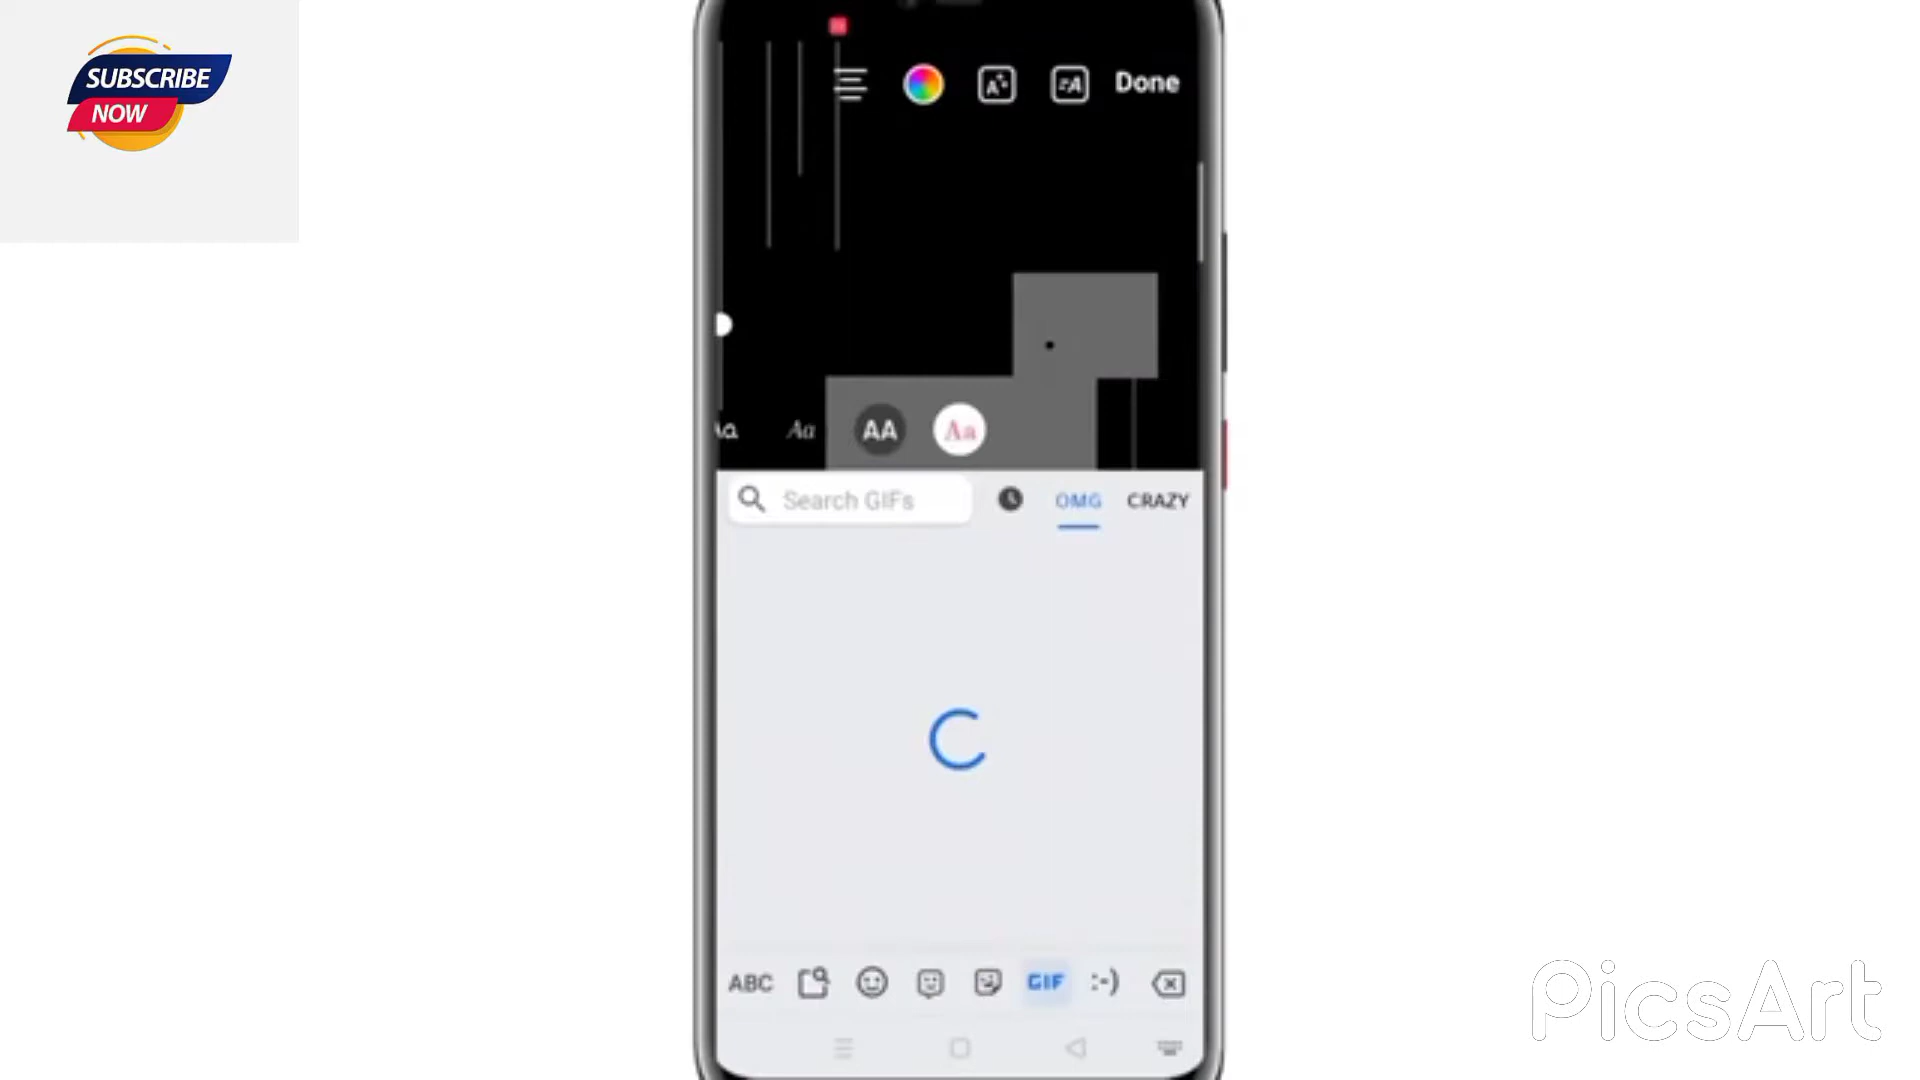 SUBSCRIBE
NOW
Done
Aa
AA
Aa
Search GIFs
OMG
CRAZY
ABC
GIF
:-)
PicsArt